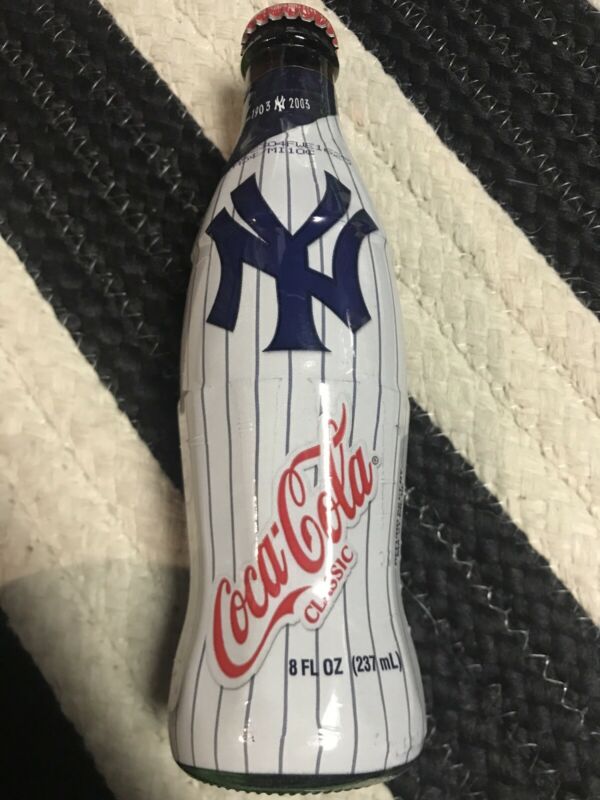 1903 NY 2003
NY
Coca-Cola®
CLASSIC
8 FL OZ (237 mL)